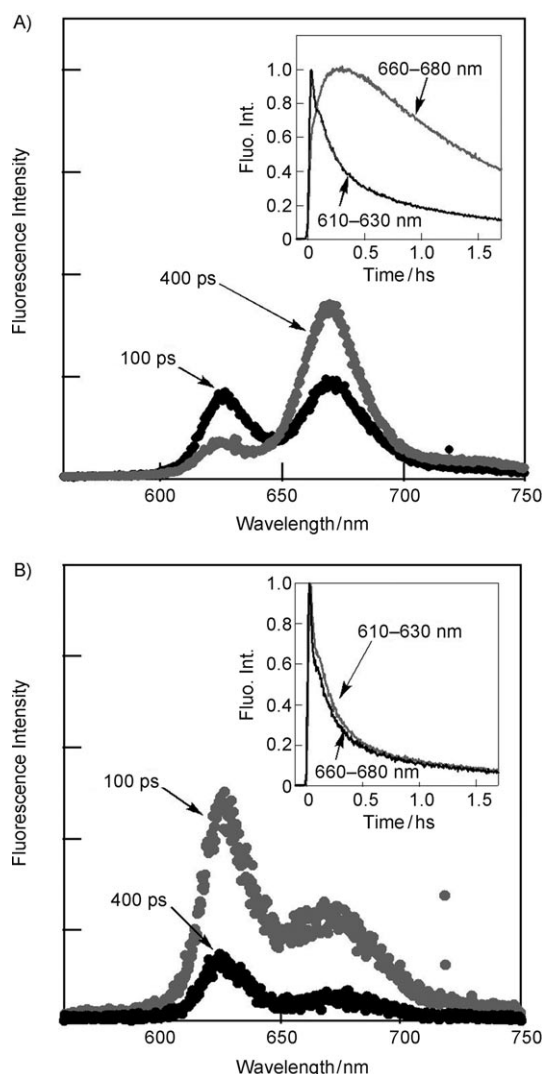 A)
Fluorescence Intensity
1.0
0.8
0.6
0.4
0.2
0
Fluo. Int.
660–680 nm
610–630 nm
0 0.5 1.0 1.5
Time / hs
400 ps
100 ps
600 650 700 750
Wavelength/nm
B)
Fluorescence Intensity
1.0
0.8
0.6
0.4
0.2
0
Fluo. Int.
610–630 nm
660–680 nm
0 0.5 1.0 1.5
Time / hs
100 ps
400 ps
600 650 700 750
Wavelength/nm